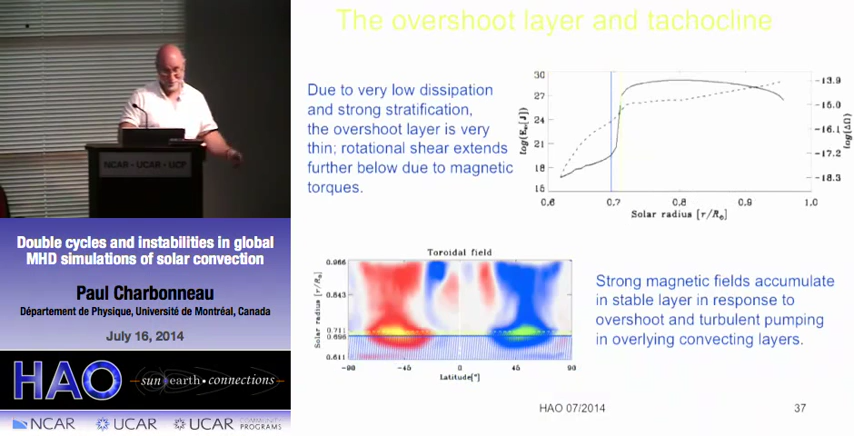 The overshoot layer and tachocline
Due to very low dissipation
and strong stratification,
the overshoot layer is very
thin; rotational shear extends
further below due to magnetic
torques.
30
27
24
21
18
15
log(E [J])
-13.9
-15.0
-16.1
-17.2
-18.3
log(ΔΩ)
0.6
0.7
0.8
0.9
1.0
Solar radius [r/R☉]
NCAR - UCAR - UCP
Double cycles and instabilities in global
MHD simulations of solar convection
Paul Charbonneau
Département de Physique, Université de Montréal, Canada
July 16, 2014
HAO
sun earth • connections
NCAR
UCAR
UCAR
COMMUNITY
PROGRAMS
Toroidal field
Solar radius [r/R☉]
0.966
0.843
0.711
0.696
0.611
-90
-45
0
45
90
Latitude[°]
Strong magnetic fields accumulate
in stable layer in response to
overshoot and turbulent pumping
in overlying convecting layers.
HAO 07/2014
37